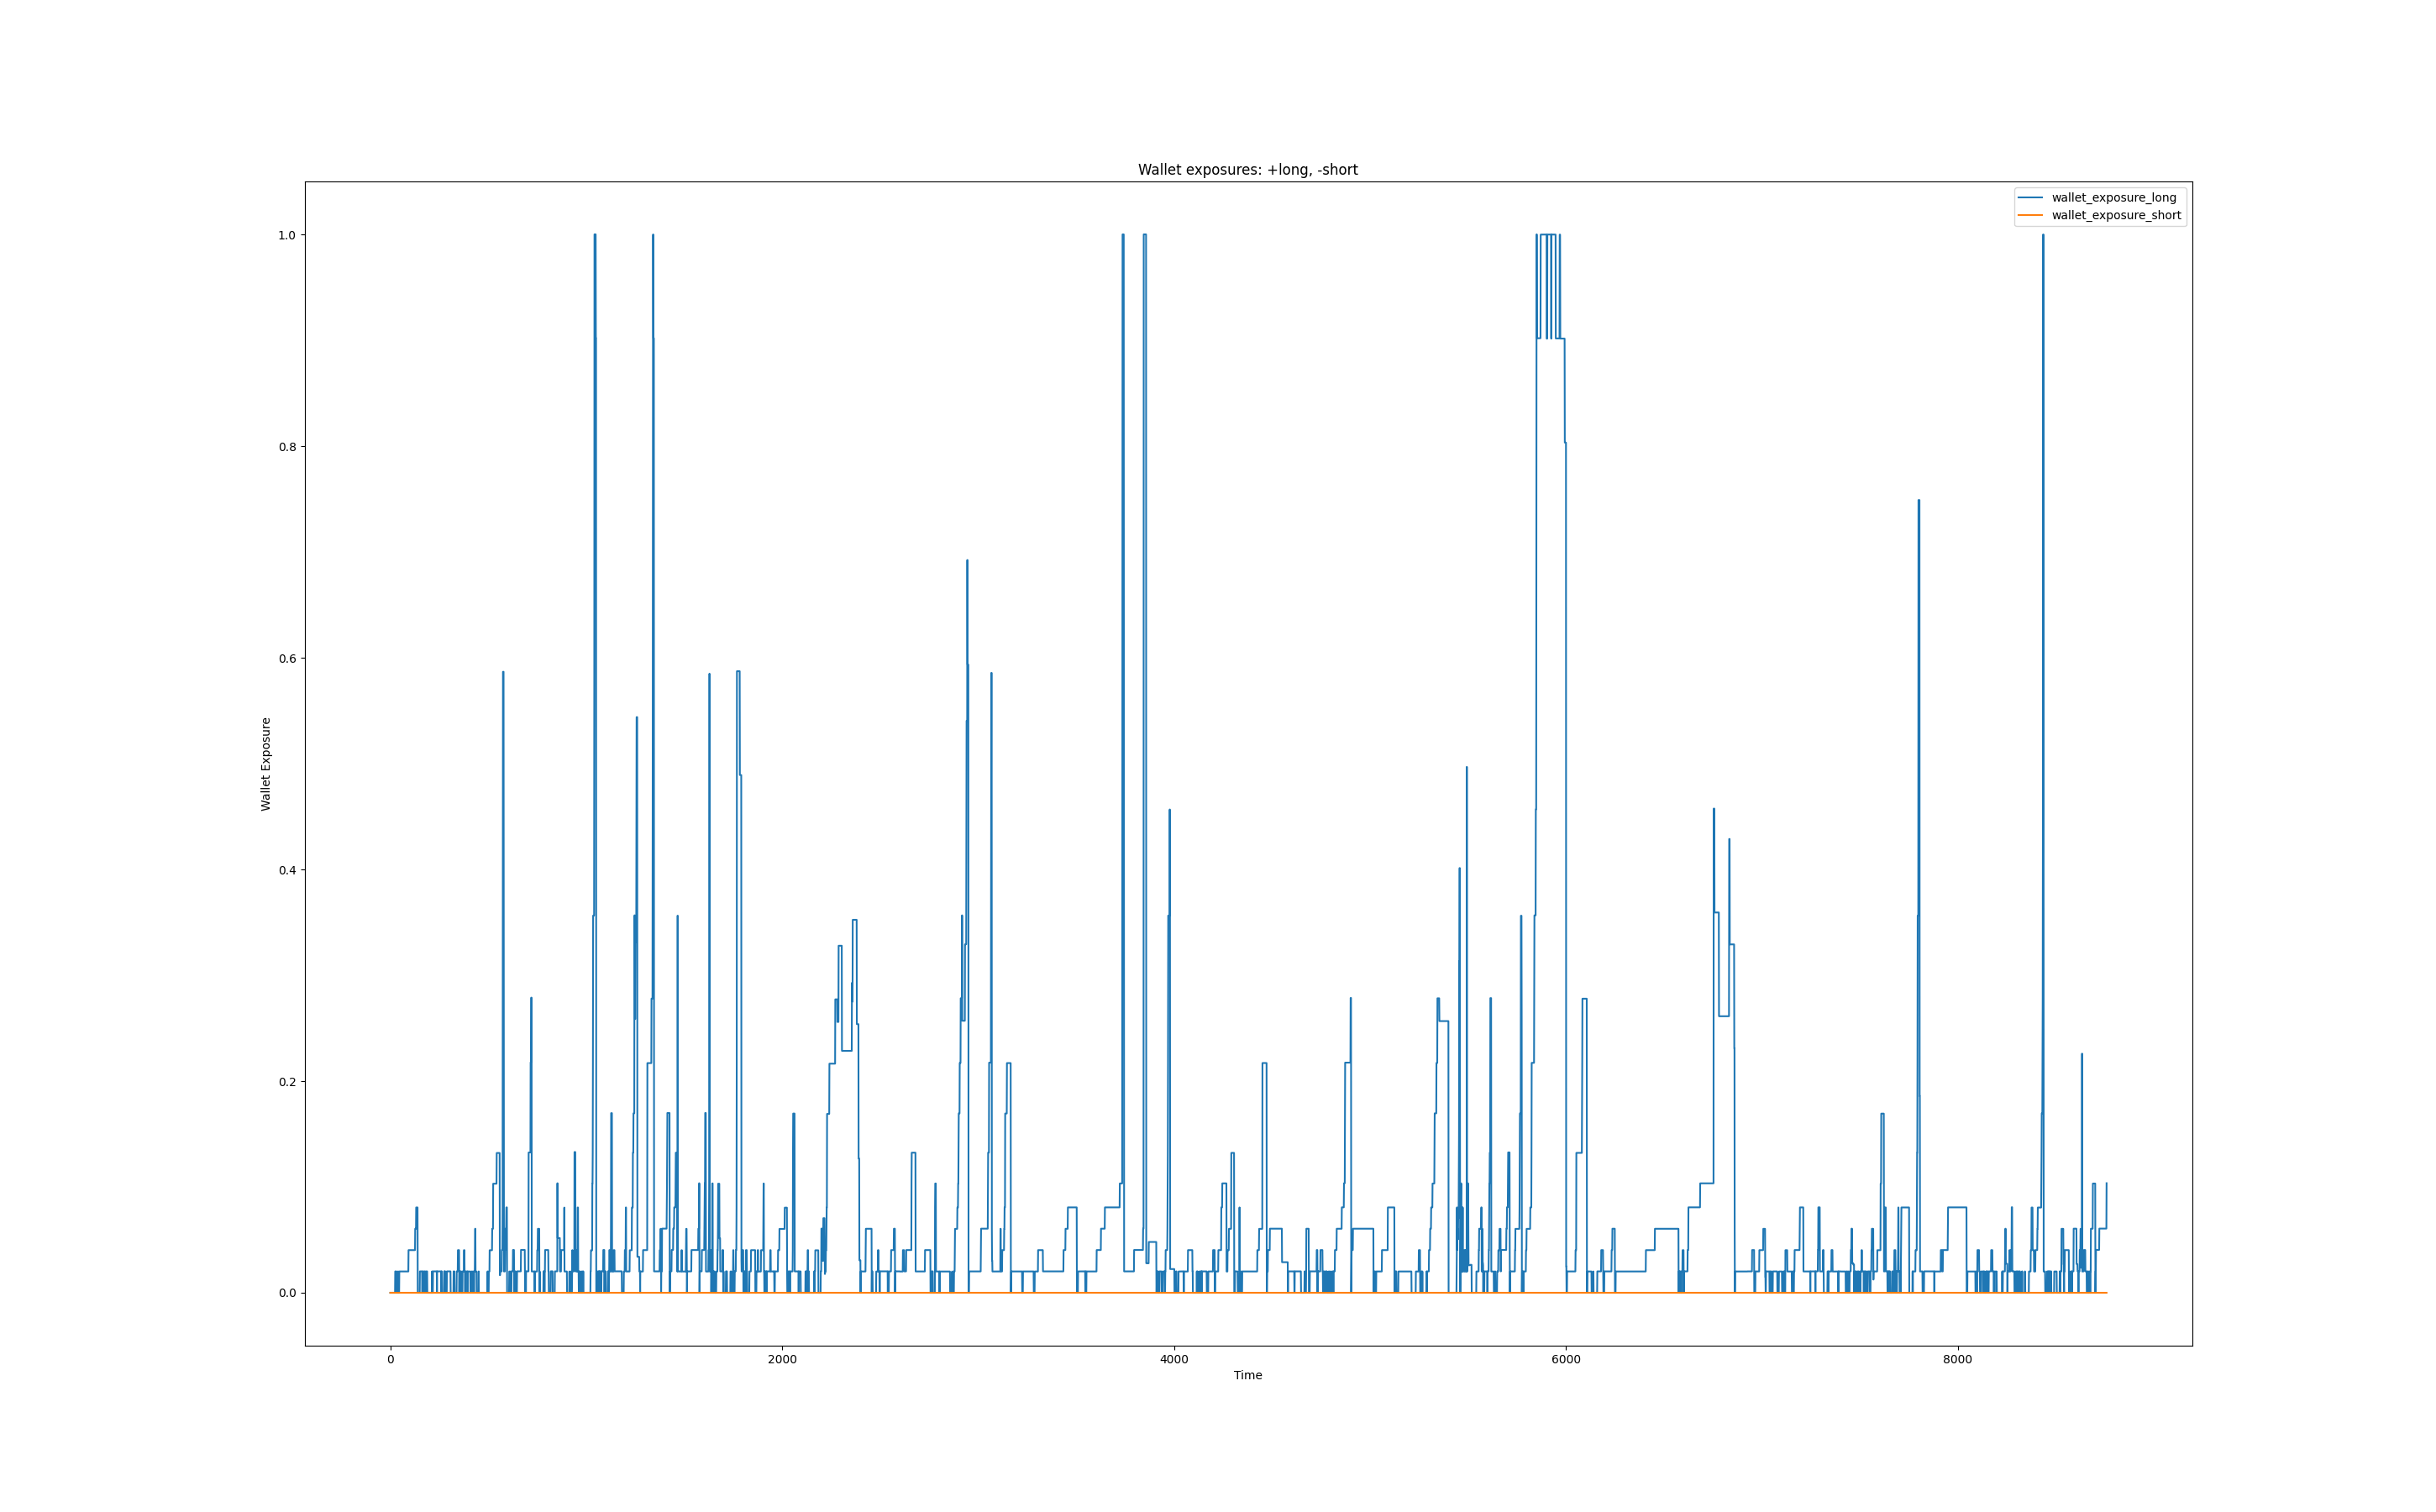 Wallet exposures: +long, -short
wallet_exposure_long
wallet_exposure_short
1.0
0.8
0.6
0.4
0.2
0.0
Wallet Exposure
0 2000 4000 6000 8000
Time